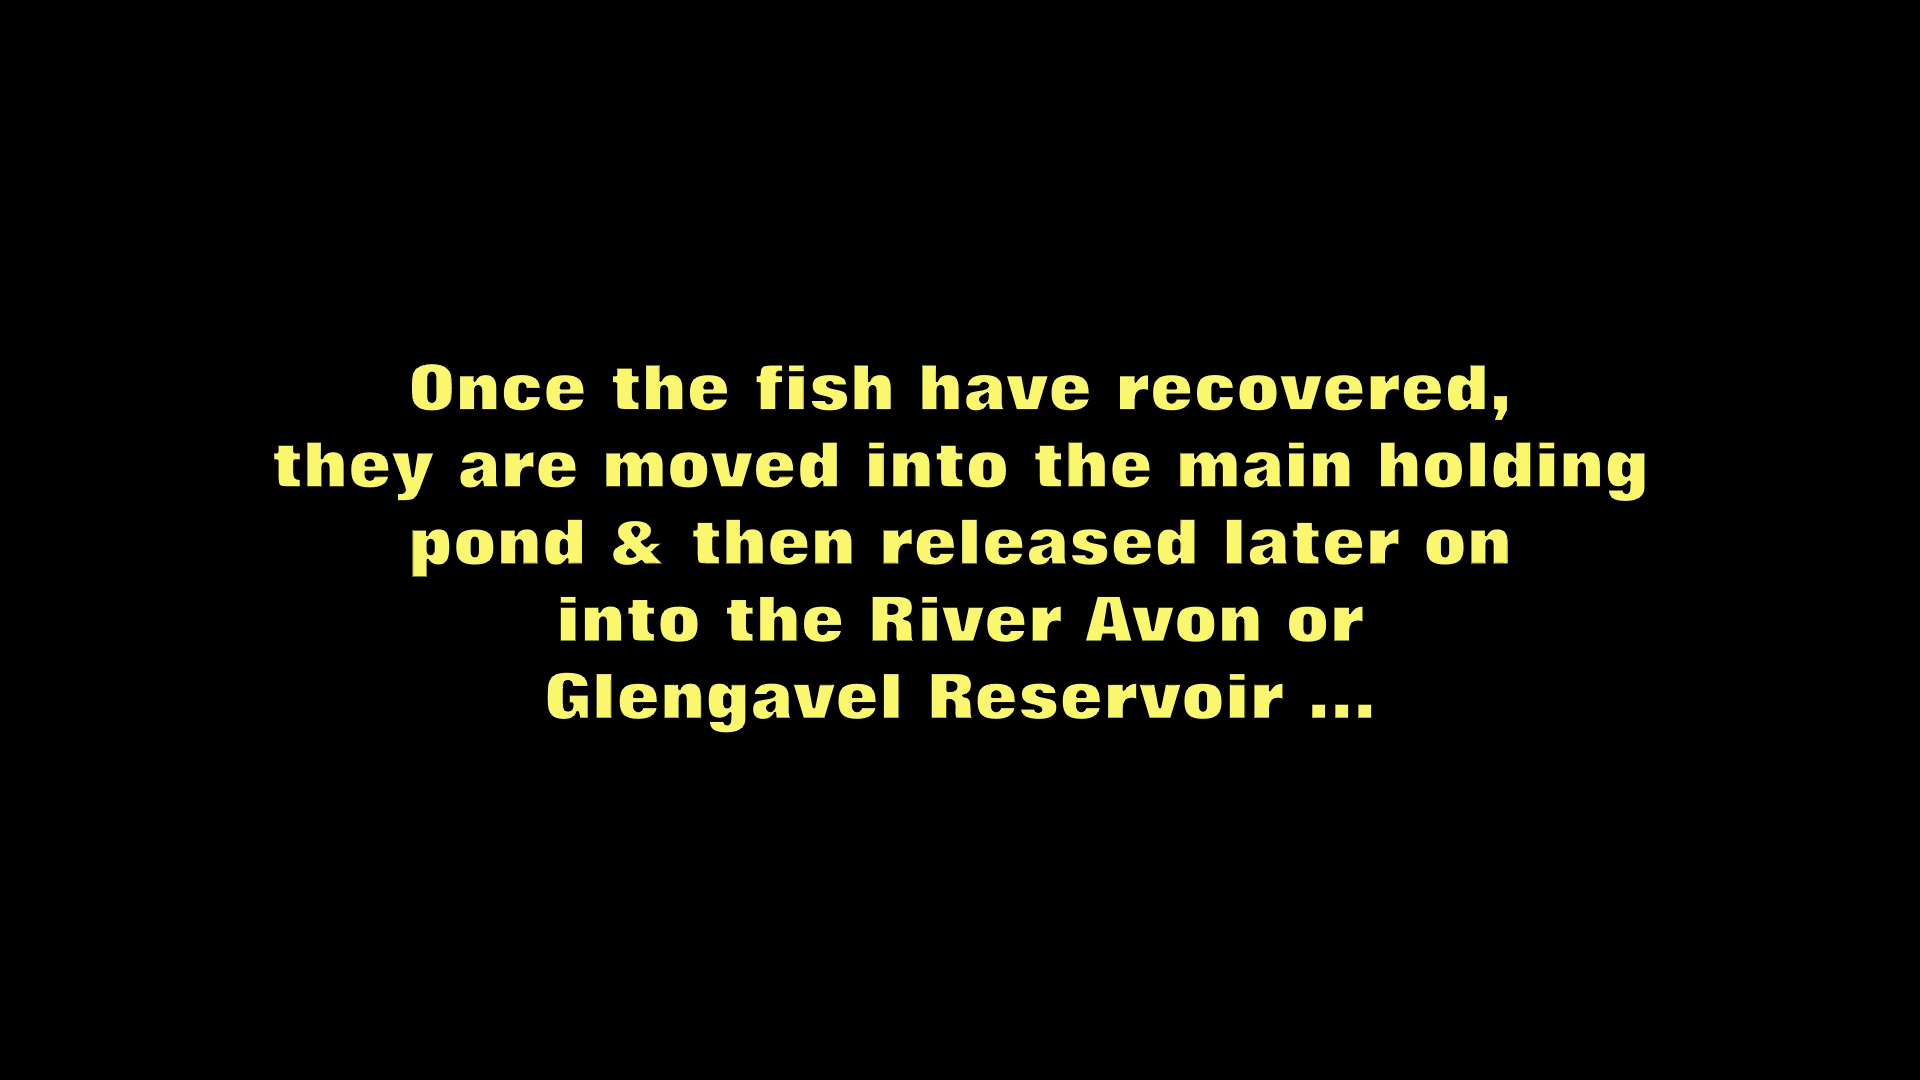 Once the fish have recovered,
they are moved into the main holding
pond & then released later on
into the River Avon or
Glengavel Reservoir ...